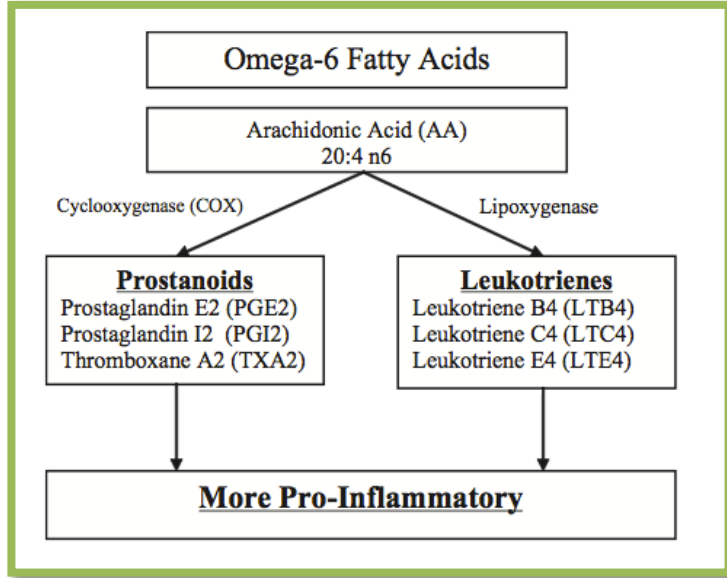 Omega-6 Fatty Acids
Arachidonic Acid (AA)
20:4 n6
Cyclooxygenase (COX)
Lipoxygenase
Prostanoids
Prostaglandin E2 (PGE2)
Prostaglandin I2 (PGI2)
Thromboxane A2 (TXA2)
Leukotrienes
Leukotriene B4 (LTB4)
Leukotriene C4 (LTC4)
Leukotriene E4 (LTE4)
More Pro-Inflammatory